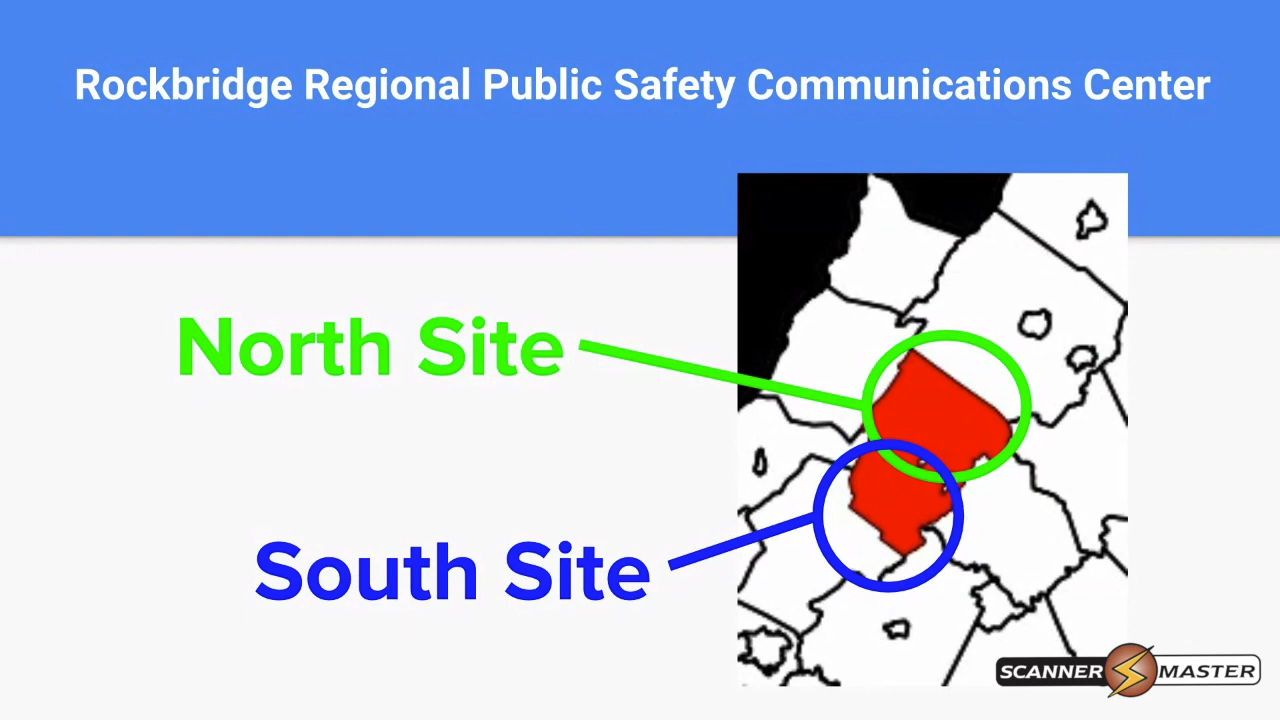 Rockbridge Regional Public Safety Communications Center
North Site
South Site
SCANNER MASTER